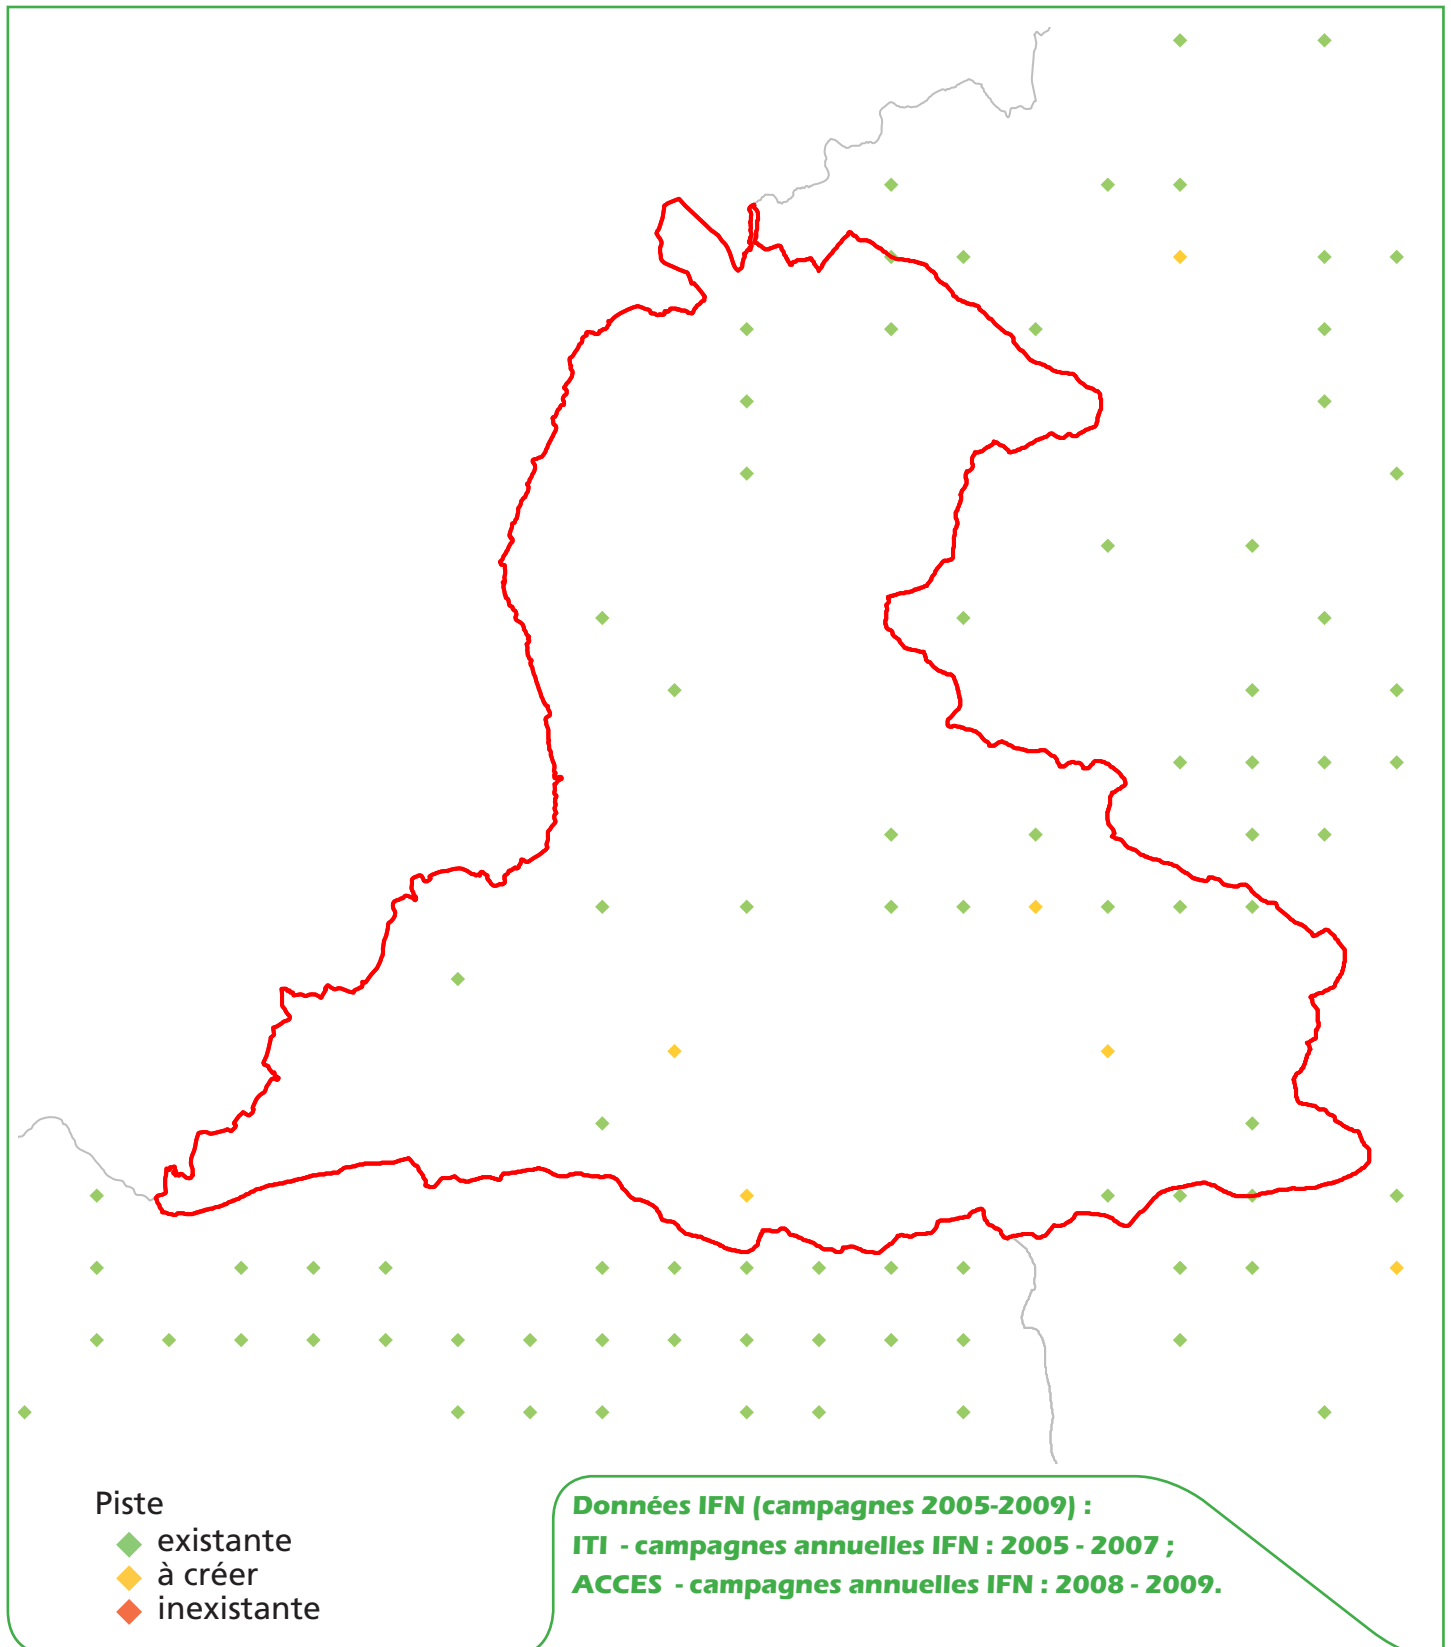 Piste
existante
à créer
inexistante
Données IFN (campagnes 2005-2009) :
ITI - campagnes annuelles IFN : 2005 - 2007 ;
ACCES - campagnes annuelles IFN : 2008 - 2009.